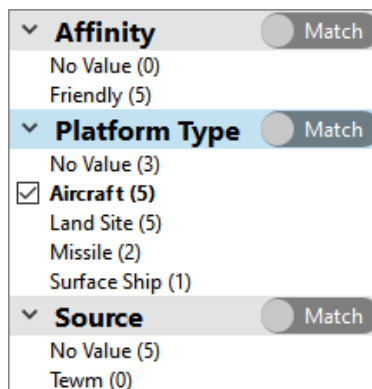 Affinity Match
No Value (0)
Friendly (5)
Platform Type Match
No Value (3)
Aircraft (5)
Land Site (5)
Missile (2)
Surface Ship (1)
Source Match
No Value (5)
Tewm (0)